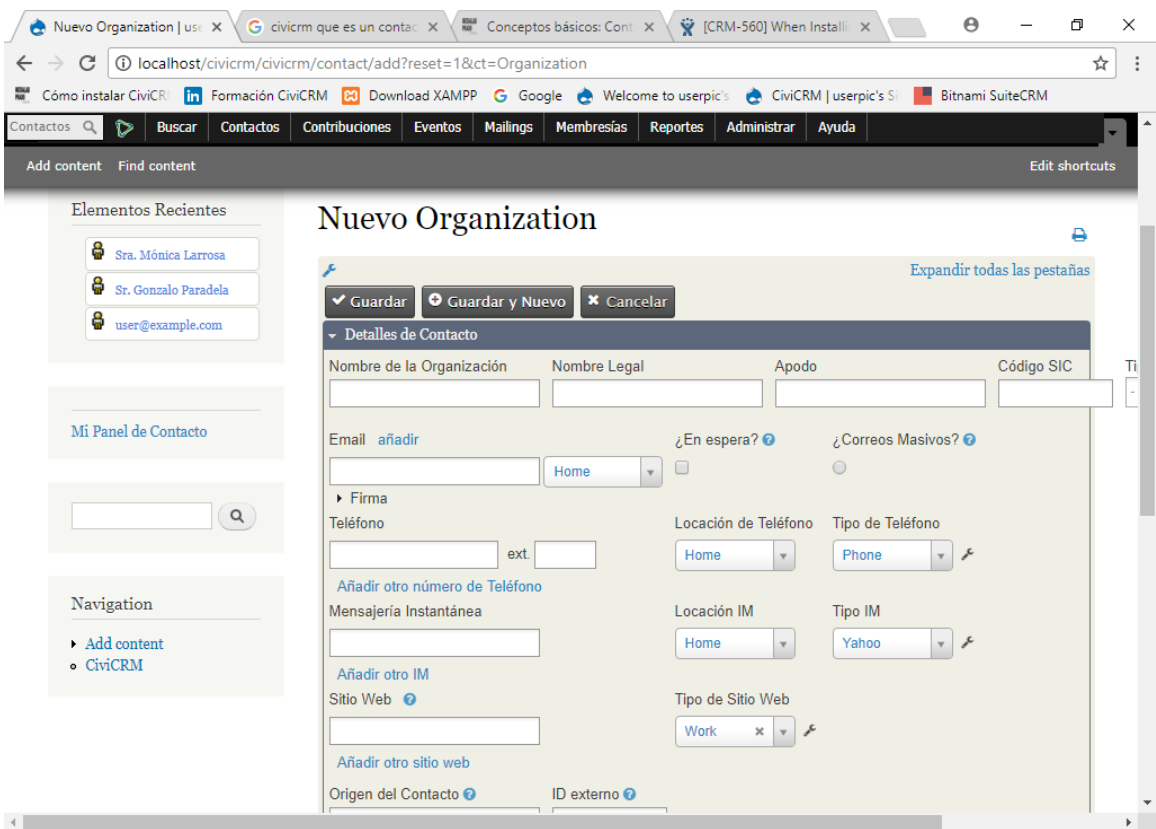 Nuevo Organization | use
civicrm que es un contac
Conceptos básicos: Cont
[CRM-560] When Installi
localhost/civicrm/civicrm/contact/add?reset=1&ct=Organization
Cómo instalar CiviCR
Formación CiviCRM
Download XAMPP
Google
Welcome to userpic's
CiviCRM | userpic's Si
Bitnami SuiteCRM
Contactos Buscar Contactos Contribuciones Eventos Mailings Membresías Reportes Administrar Ayuda
Add content Find content Edit shortcuts
Elementos Recientes
Sra. Mónica Larrosa
Sr. Gonzalo Paradela
user@example.com
Mi Panel de Contacto
Navigation
Add content
CiviCRM
Nuevo Organization
Expandir todas las pestañas
Guardar Guardar y Nuevo Cancelar
Detalles de Contacto
Nombre de la Organización Nombre Legal Apodo Código SIC Ti
Email añadir ¿En espera? ¿Correos Masivos?
Home
Firma
Teléfono Locación de Teléfono Tipo de Teléfono
ext. Home Phone
Añadir otro número de Teléfono
Mensajería Instantánea Locación IM Tipo IM
Home Yahoo
Añadir otro IM
Sitio Web Tipo de Sitio Web
Work
Añadir otro sitio web
Origen del Contacto ID externo